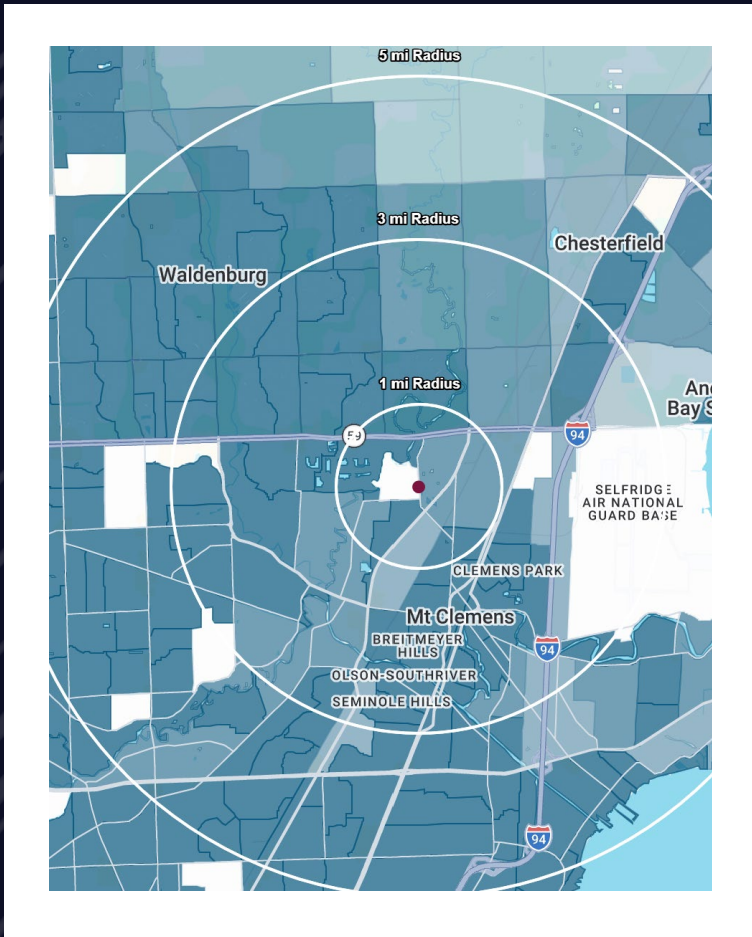 5 mi Radius
3 mi Radius
Chesterfield
Waldenburg
1 mi Radius
Bay
59
94
SELFRIDGE
AIR NATIONAL
GUARD BASE
CLEMENS PARK
Mt Clemens
BREITMEYER
HILLS
94
OLSON-SOUTHRIVER
SEMINOLE HILLS
94